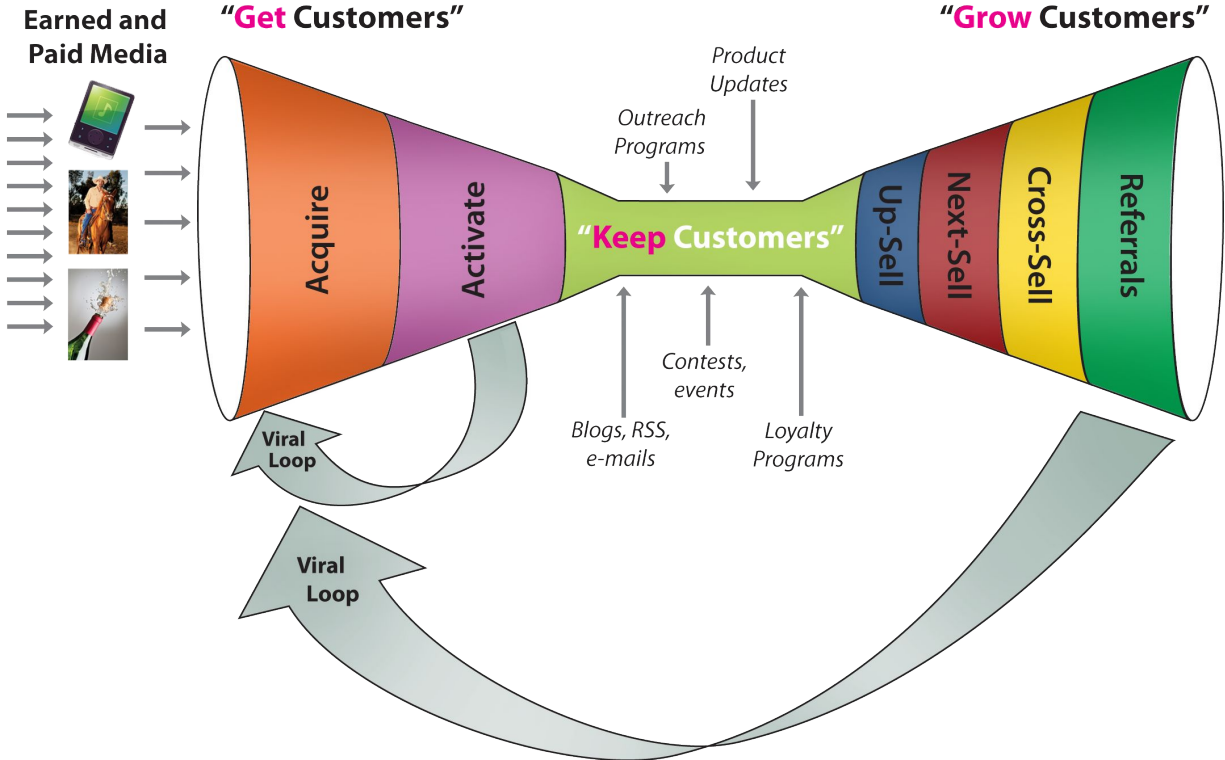 Earned and
Paid Media
“Get Customers”
“Grow Customers”
Product
Updates
Outreach
Programs
Acquire
Activate
“Keep Customers”
Up-Sell
Next-Sell
Cross-Sell
Referrals
Contests,
events
Blogs, RSS,
e-mails
Loyalty
Programs
Viral
Loop
Viral
Loop